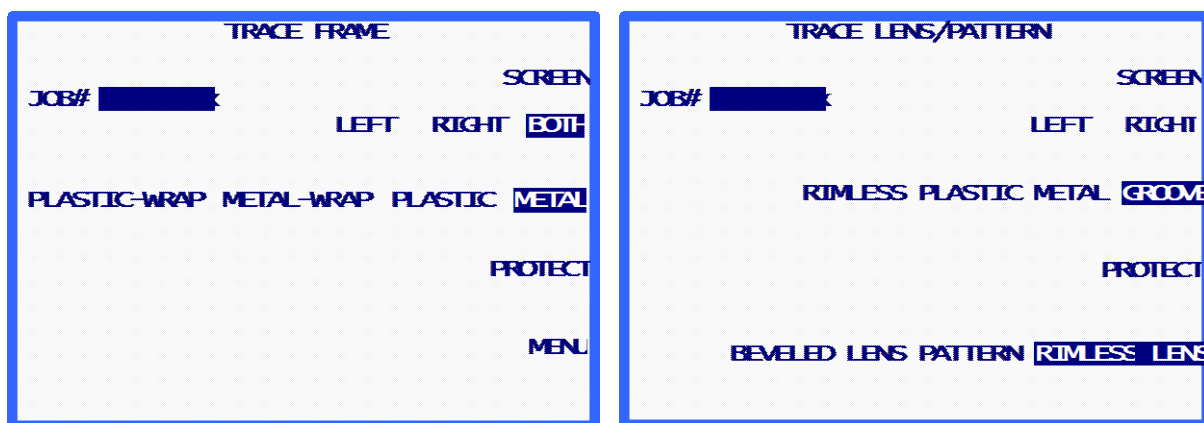 TRACE FRAME
SCREEN
JOB#
LEFT RIGHT BOTH
PLASTIC-WRAP METAL-WRAP PLASTIC METAL
PROTECT
MENU
TRACE LENS/PATTERN
SCREEN
JOB#
LEFT RIGHT
RIMLESS PLASTIC METAL GROOVE
PROTECT
BEVELED LENS PATTERN RIMLESS LENS